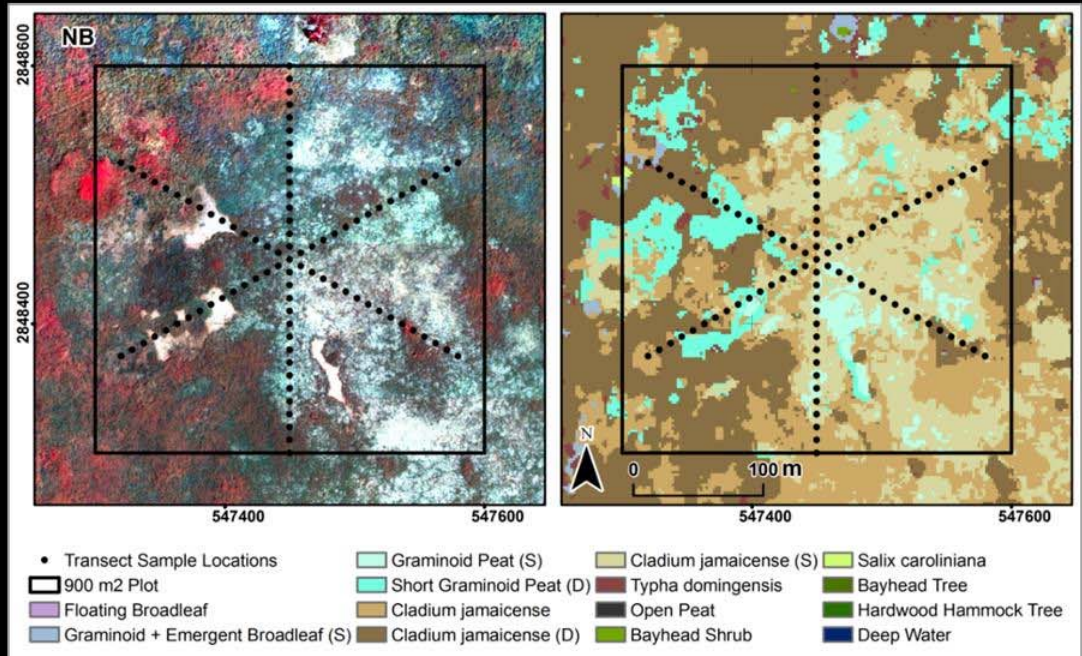 NB
2848600
2848400
547400
547600
N
0
100 m
547400
547600
Transect Sample Locations
900 m2 Plot
Floating Broadleaf
Graminoid + Emergent Broadleaf (S)
Graminoid Peat (S)
Short Graminoid Peat (D)
Cladium jamaicense
Cladium jamaicense (D)
Cladium jamaicense (S)
Typha domingensis
Open Peat
Bayhead Shrub
Salix caroliniana
Bayhead Tree
Hardwood Hammock Tree
Deep Water